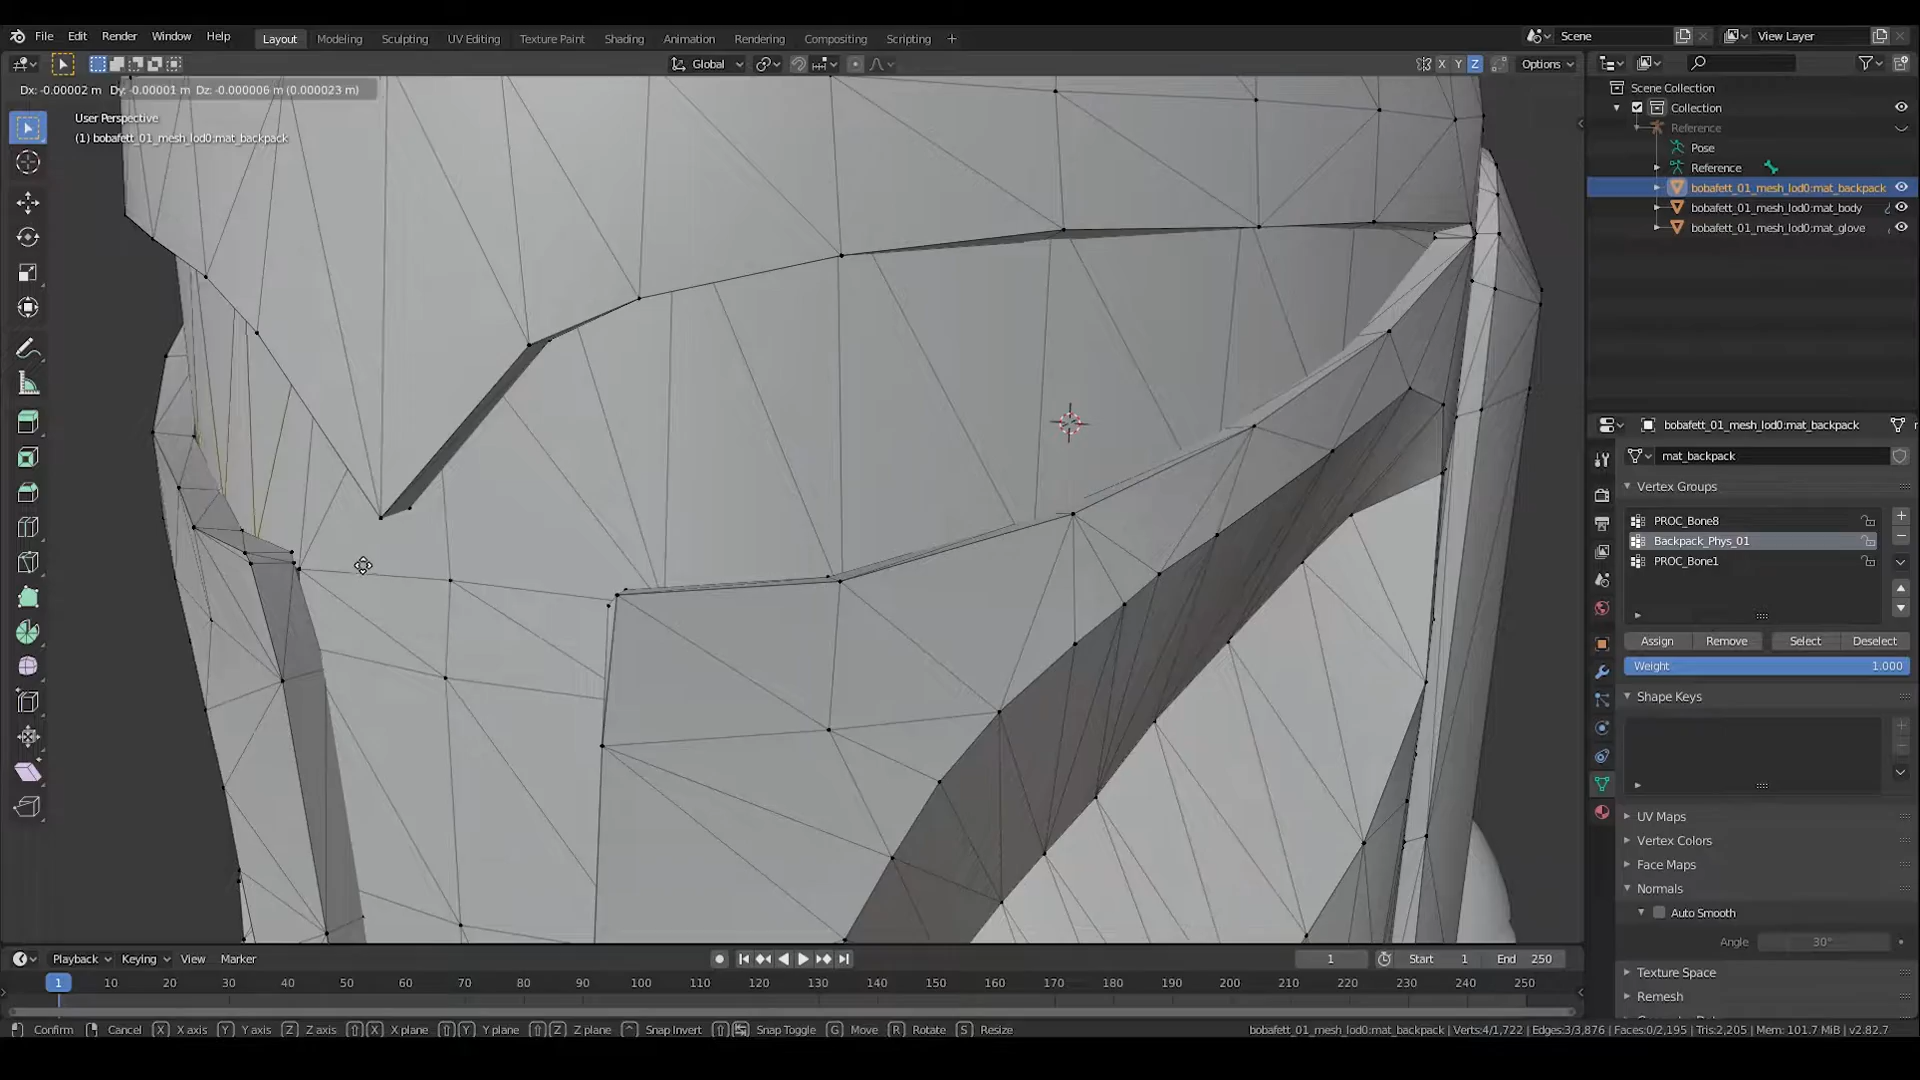 File Edit Render Window Help Layout Modeling Sculpting UV Editing Texture Paint Shading Animation Rendering Compositing Scripting + Scene View Layer
Global X Y Z Options
Dx: -0.00002 m Dy: -0.00001 m Dz: -0.000006 m (0.000023 m)
User Perspective
(1) bobafett_01_mesh_lod0:mat_backpack
Scene Collection
Collection
Reference
Pose
Reference
bobafett_01_mesh_lod0:mat_backpack
bobafett_01_mesh_lod0:mat_body
bobafett_01_mesh_lod0:mat_glove
bobafett_01_mesh_lod0:mat_backpack
mat_backpack
Vertex Groups
PROC_Bone8
Backpack_Phys_01
PROC_Bone1
Assign Remove Select Deselect
Weight 1.000
Shape Keys
UV Maps
Vertex Colors
Face Maps
Normals
Auto Smooth
Angle 30°
Texture Space
Remesh
Playback Keying View Marker 1 Start 1 End 250
1 10 20 30 40 50 60 70 80 90 100 110 120 130 140 150 160 170 180 190 200 210 220 230 240 250
Confirm Cancel X X axis Y Y axis Z Z axis X X plane Y Y plane Z Z plane Snap Invert Snap Toggle G Move R Rotate S Resize bobafett_01_mesh_lod0:mat_backpack | Verts:4/1,722 | Edges:3/3,876 | Faces:0/2,195 | Tris:2,205 | Mem: 101.7 MiB | v2.82.7